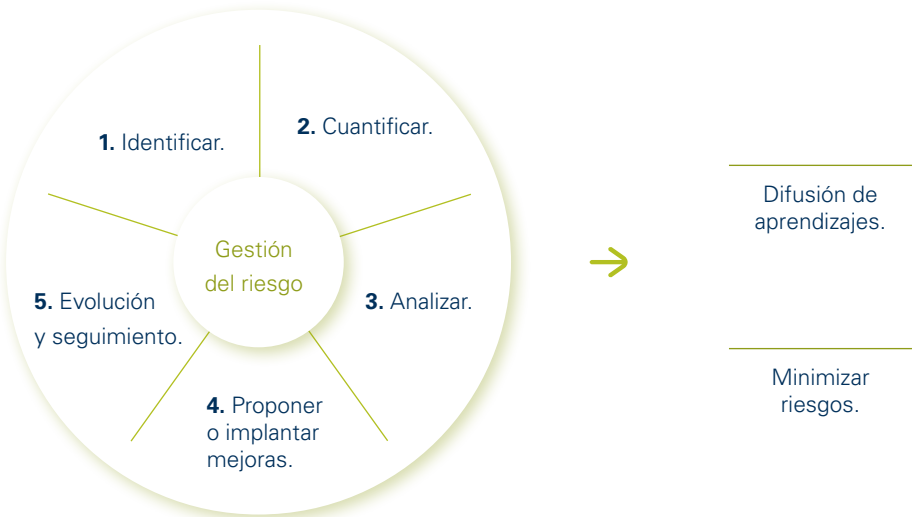 1. Identificar.
2. Cuantificar.
Gestión
del riesgo
3. Analizar.
4. Proponer
o implantar
mejoras.
5. Evolución
y seguimiento.
Difusión de
aprendizajes.
Minimizar
riesgos.